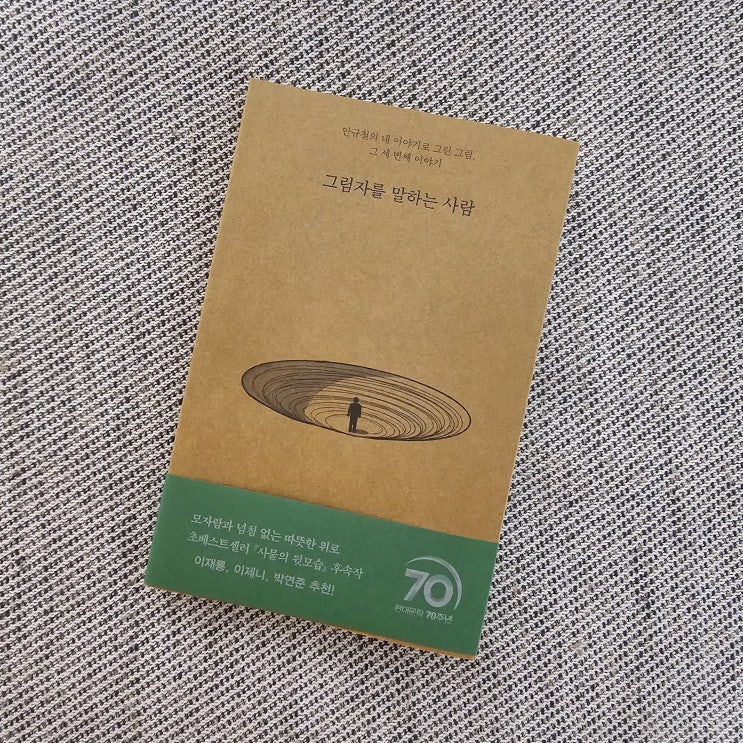 안규철의 내 이야기로 그린 그림,
그 세 번째 이야기
그림자를 말하는 사람
모자람과 넘침 없는 따뜻한 위로
초베스트셀러 『사물의 뒷모습』 후속작
이재룡, 이제니, 박연준 추천!
70
현대문학 70주년